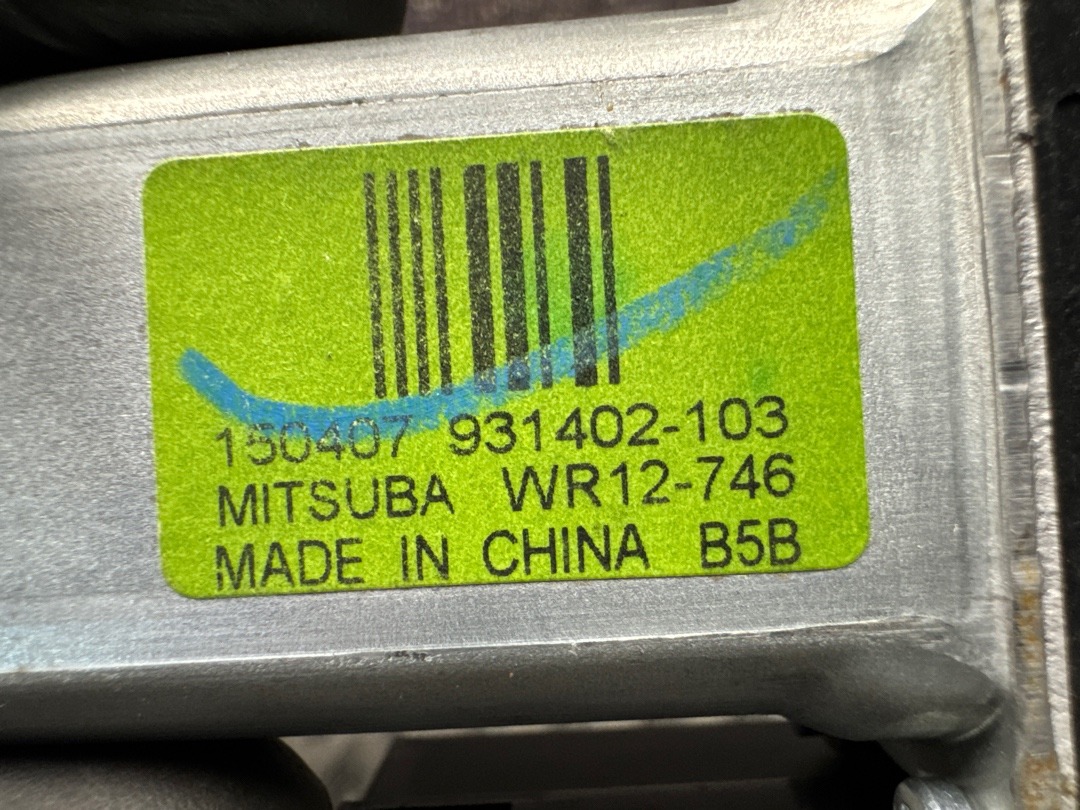 150407 931402-103
MITSUBA WR12-746
MADE IN CHINA B5B